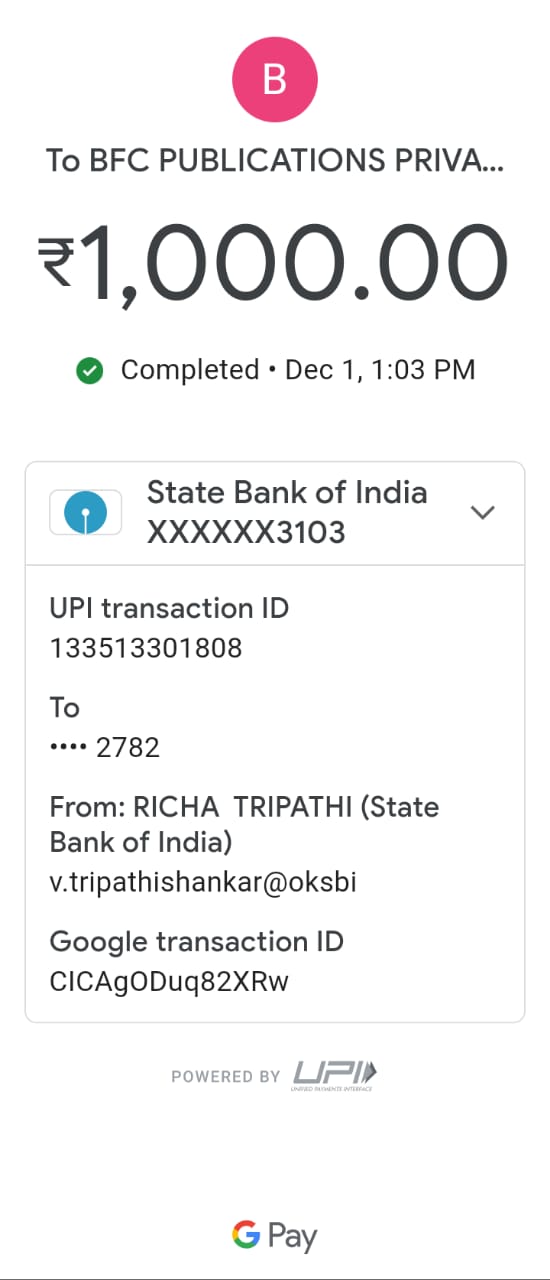 B
To BFC PUBLICATIONS PRIVA...
₹1,000.00
Completed • Dec 1, 1:03 PM
State Bank of India
XXXXXX3103
UPI transaction ID
133513301808
To
•••• 2782
From: RICHA TRIPATHI (State
Bank of India)
v.tripathishankar@oksbi
Google transaction ID
CICAgODuq82XRw
POWERED BY UPI
UNIFIED PAYMENTS INTERFACE
G Pay